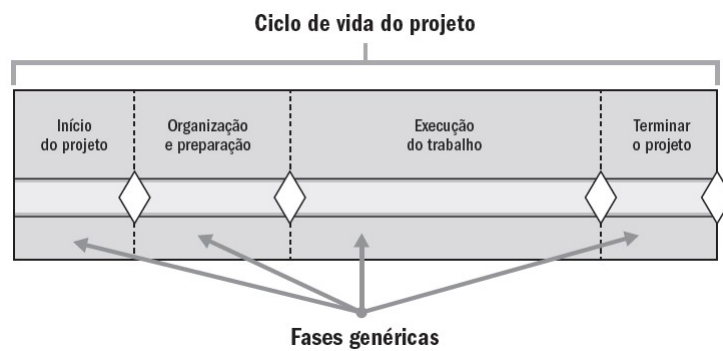 Ciclo de vida do projeto
Início
do projeto
Organização
e preparação
Execução
do trabalho
Terminar
o projeto
Fases genéricas